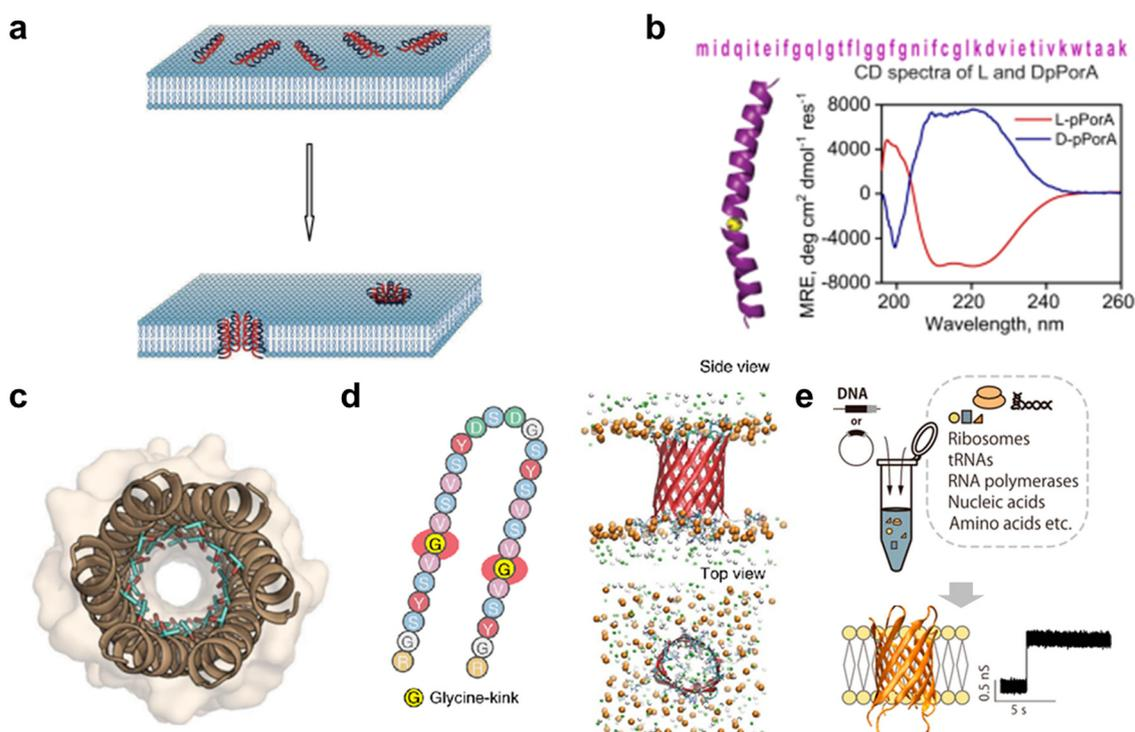 a
b
midqiteifgqlgtflggfgnifcglkdvietivkwtaak
CD spectra of L and DpPorA
MRE, deg cm² dmol⁻¹ res⁻¹
8000
4000
0
-4000
-8000
L-pPorA
D-pPorA
200 220 240 260
Wavelength, nm
c
d
R G S Y S V G V S V S Y D S D G S Y S V S V G V S Y G R
G Glycine-kink
Side view
Top view
e
DNA
or
Ribosomes
tRNAs
RNA polymerases
Nucleic acids
Amino acids etc.
0.5 nS
5 s